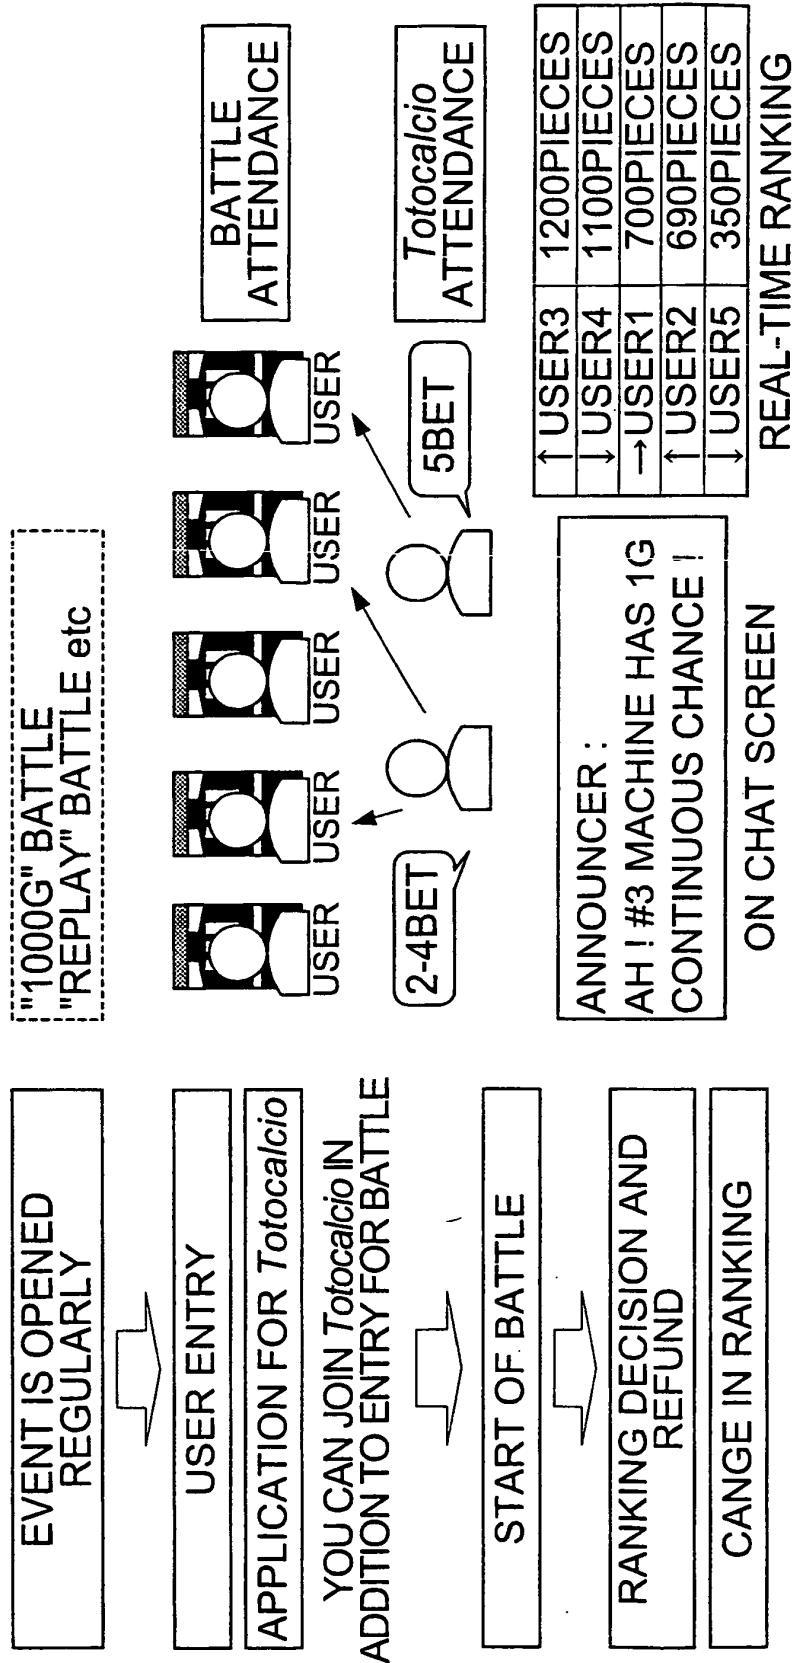 EVENT IS OPENED
REGULARLY
USER ENTRY
APPLICATION FOR Totocalcio
YOU CAN JOIN Totocalcio IN
ADDITION TO ENTRY FOR BATTLE
START OF BATTLE
RANKING DECISION AND
REFUND
CANGE IN RANKING
"1000G" BATTLE
"REPLAY" BATTLE etc
USER
USER
USER
USER
USER
BATTLE
ATTENDANCE
2-4BET
5BET
Totocalcio
ATTENDANCE
ANNOUNCER :
AH ! #3 MACHINE HAS 1G
CONTINUOUS CHANCE !
ON CHAT SCREEN
↑ USER3 1200PIECES
↓ USER4 1100PIECES
→ USER1 700PIECES
↑ USER2 690PIECES
↓ USER5 350PIECES
REAL-TIME RANKING